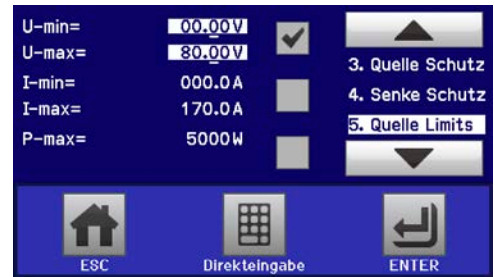 U-min= 00.00V
U-max= 80.00V
I-min= 000.0A
I-max= 170.0A
P-max= 5000W
3. Quelle Schutz
4. Senke Schutz
5. Quelle Limits
ESC
Direkteingabe
ENTER